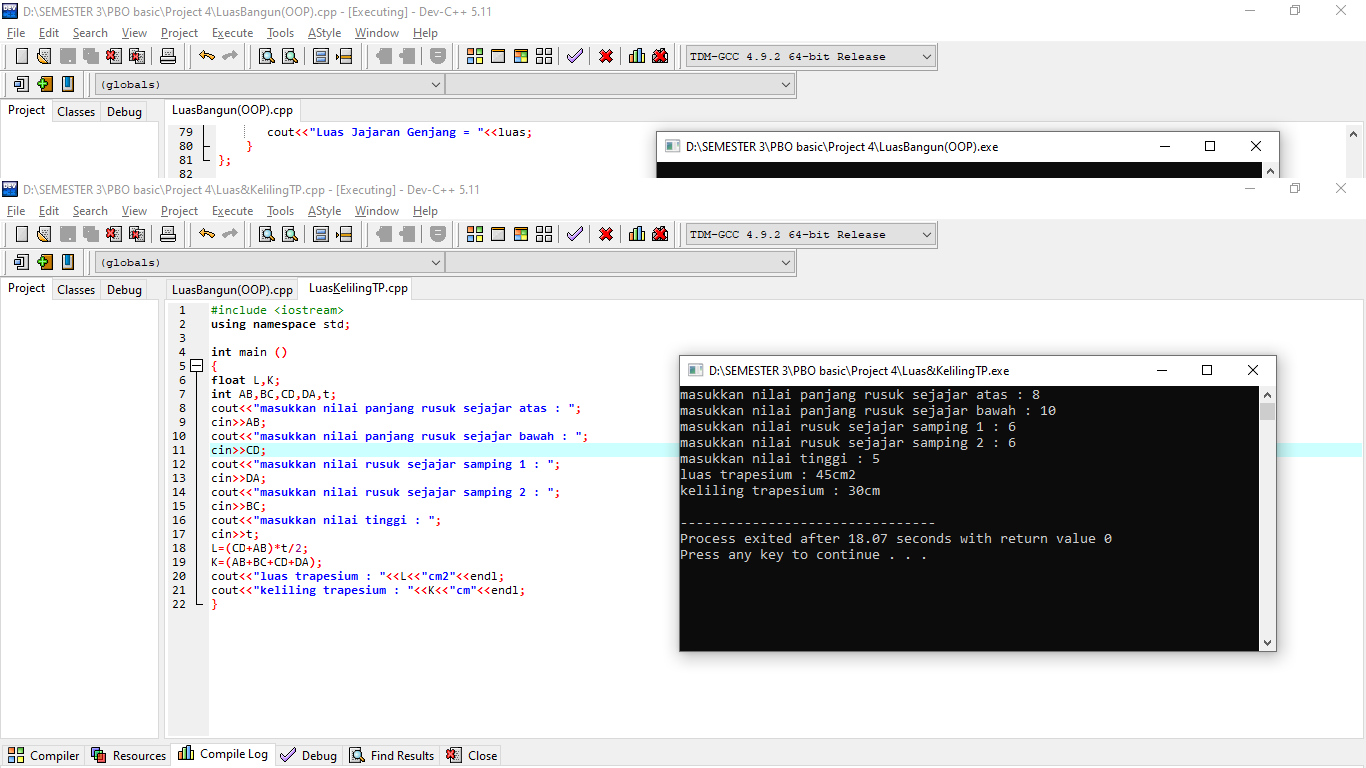 D:\SEMESTER 3\PBO basic\Project 4\LuasBangun(OOP).cpp - [Executing] - Dev-C++ 5.11
File Edit Search View Project Execute Tools AStyle Window Help
TDM-GCC 4.9.2 64-bit Release
(globals)
Project Classes Debug LuasBangun(OOP).cpp
79 cout<<"Luas Jajaran Genjang = "<<luas;
80 }
81 };
82
D:\SEMESTER 3\PBO basic\Project 4\LuasBangun(OOP).exe
D:\SEMESTER 3\PBO basic\Project 4\Luas&KelilingTP.cpp - [Executing] - Dev-C++ 5.11
File Edit Search View Project Execute Tools AStyle Window Help
TDM-GCC 4.9.2 64-bit Release
(globals)
Project Classes Debug LuasBangun(OOP).cpp LuasKelilingTP.cpp
1 #include <iostream>
2 using namespace std;
3
4 int main ()
5 {
6 float L,K;
7 int AB,BC,CD,DA,t;
8 cout<<"masukkan nilai panjang rusuk sejajar atas : ";
9 cin>>AB;
10 cout<<"masukkan nilai panjang rusuk sejajar bawah : ";
11 cin>>CD;
12 cout<<"masukkan nilai rusuk sejajar samping 1 : ";
13 cin>>DA;
14 cout<<"masukkan nilai rusuk sejajar samping 2 : ";
15 cin>>BC;
16 cout<<"masukkan nilai tinggi : ";
17 cin>>t;
18 L=(CD+AB)*t/2;
19 K=(AB+BC+CD+DA);
20 cout<<"luas trapesium : "<<L<<"cm2"<<endl;
21 cout<<"keliling trapesium : "<<K<<"cm"<<endl;
22 }
D:\SEMESTER 3\PBO basic\Project 4\Luas&KelilingTP.exe
masukkan nilai panjang rusuk sejajar atas : 8
masukkan nilai panjang rusuk sejajar bawah : 10
masukkan nilai rusuk sejajar samping 1 : 6
masukkan nilai rusuk sejajar samping 2 : 6
masukkan nilai tinggi : 5
luas trapesium : 45cm2
keliling trapesium : 30cm
--------------------------------
Process exited after 18.07 seconds with return value 0
Press any key to continue . . .
Compiler Resources Compile Log Debug Find Results Close